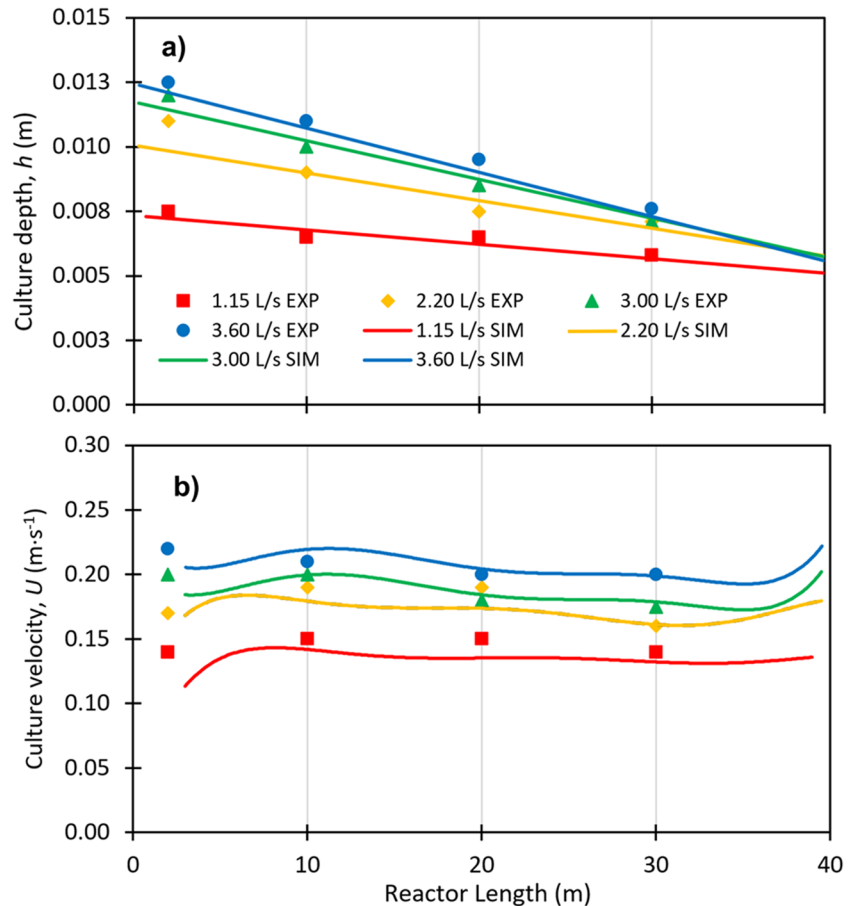 0.015
a)
0.013
0.010
0.008
0.005
0.003
0.000
Culture depth, h (m)
1.15 L/s EXP 2.20 L/s EXP 3.00 L/s EXP
3.60 L/s EXP 1.15 L/s SIM 2.20 L/s SIM
3.00 L/s SIM 3.60 L/s SIM
0.30
b)
0.25
0.20
0.15
0.10
0.05
0.00
Culture velocity, U (m·s⁻¹)
0 10 20 30 40
Reactor Length (m)